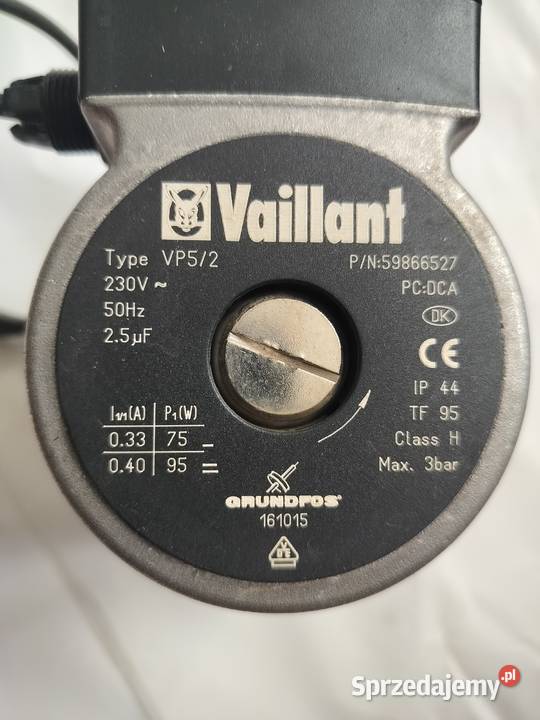 Vaillant
Type VP5/2
P/N:59866527
230V ~
PC:DCA
50Hz
DK
2.5µF
CE
IP 44
I1/1(A) P1(W)
TF 95
0.33 75 –
Class H
0.40 95 =
Max. 3bar
GRUNDFOS
161015
VDE
Sprzedajemy.pl